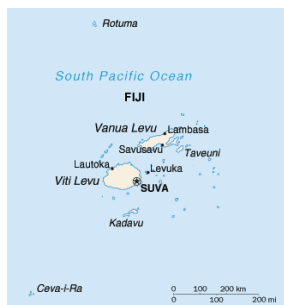 Rotuma
South Pacific Ocean
FIJI
Vanua Levu
Lambasa
Savusavu
Taveuni
Lautoka
Levuka
Viti Levu
SUVA
Kadavu
Ceva-i-Ra
0 100 200 km
0 100 200 mi